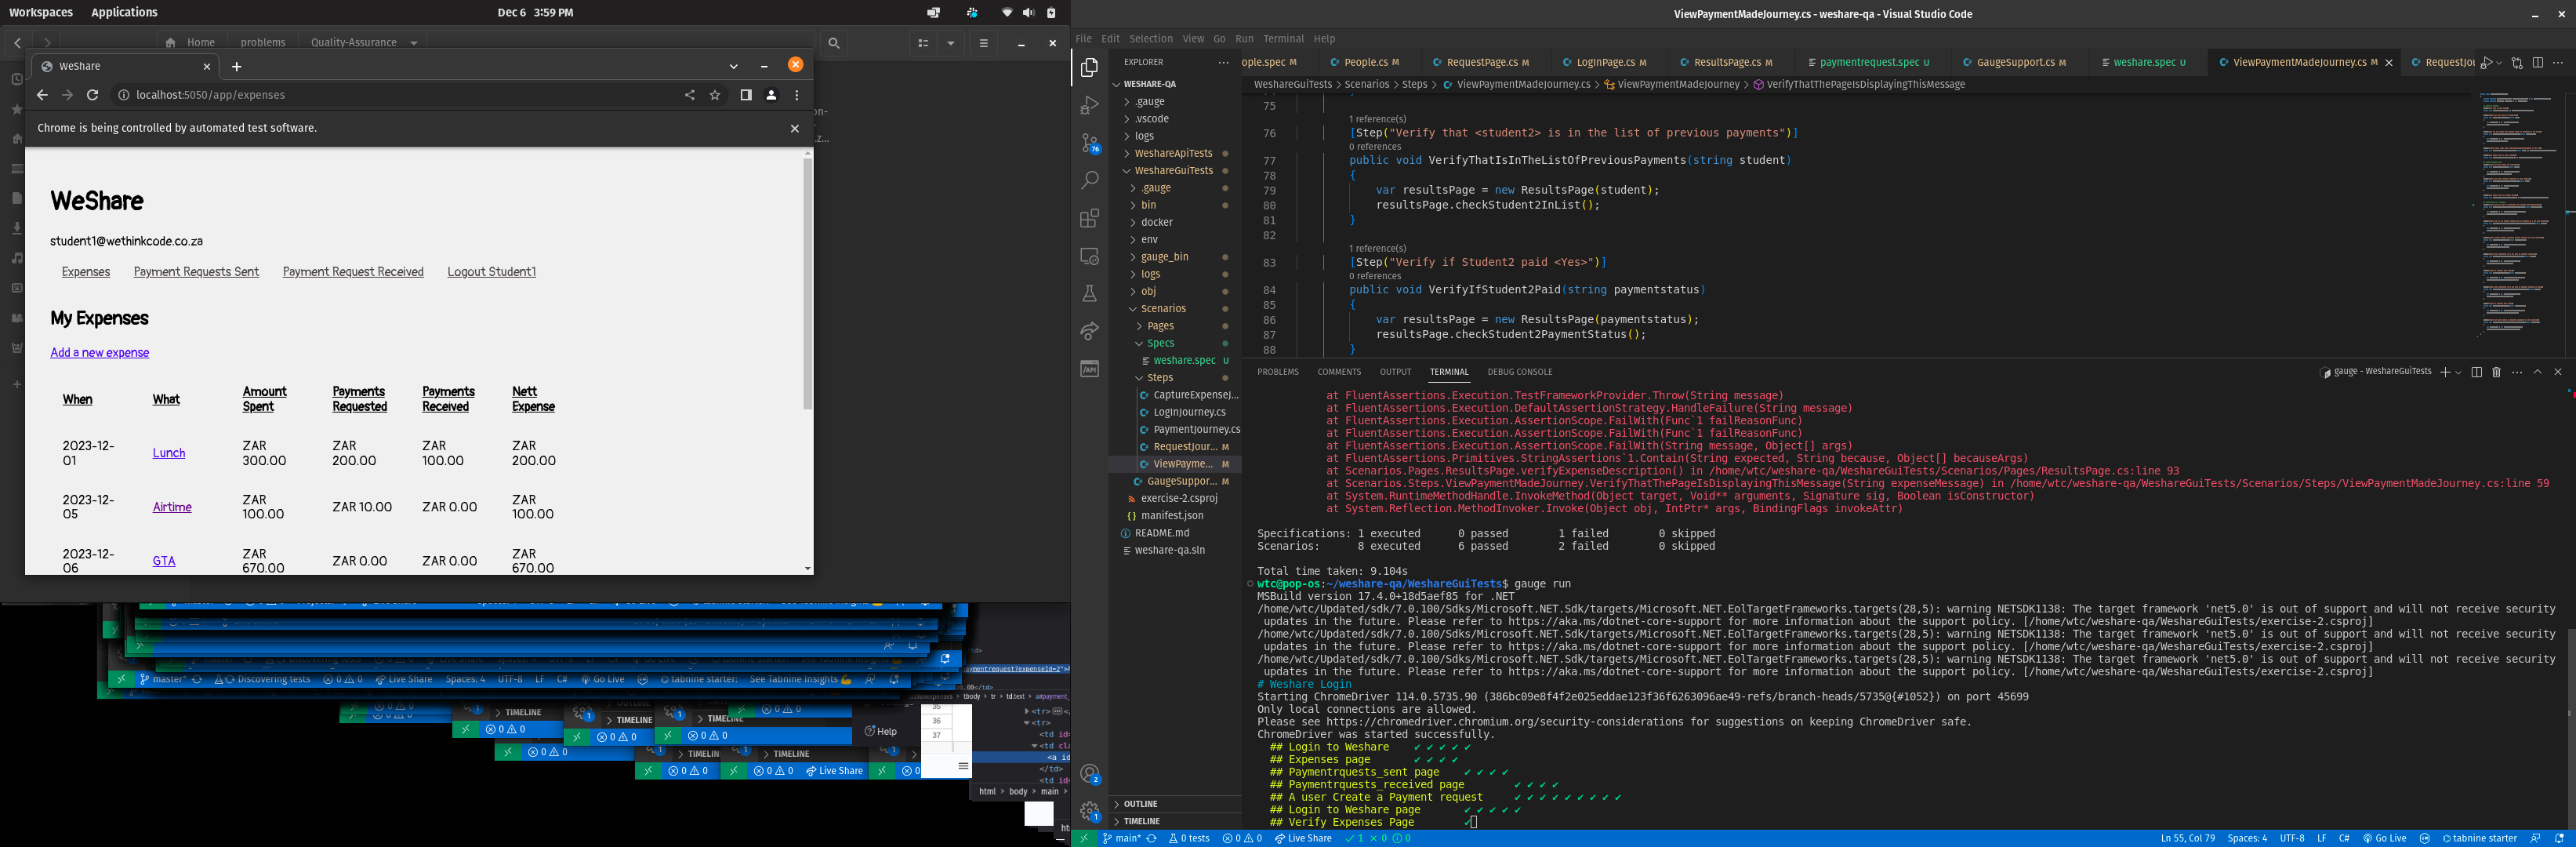 Workspaces Applications
Dec 6 3:59 PM
Home problems Quality-Assurance
WeShare
localhost:5050/app/expenses
Chrome is being controlled by automated test software.
WeShare
student1@wethinkcode.co.za
Expenses Payment Requests Sent Payment Request Received Logout Student1
My Expenses
Add a new expense
When What Amount Spent Payments Requested Payments Received Nett Expense
2023-12-01 Lunch ZAR 300.00 ZAR 200.00 ZAR 100.00 ZAR 200.00
2023-12-05 Airtime ZAR 100.00 ZAR 10.00 ZAR 0.00 ZAR 100.00
2023-12-06 GTA ZAR 670.00 ZAR 0.00 ZAR 0.00 ZAR 670.00
master* Discovering tests 0 0 Live Share Spaces: 4 UTF-8 LF C# Go Live tabnine starter: See Tabnine Insights
TIMELINE
Help
35
36
37
html body main
ViewPaymentMadeJourney.cs - weshare-qa - Visual Studio Code
File Edit Selection View Go Run Terminal Help
EXPLORER
ople.spec M People.cs M RequestPage.cs M LogInPage.cs M ResultsPage.cs M paymentrequest.spec U GaugeSupport.cs M weshare.spec U ViewPaymentMadeJourney.cs M RequestJou
WeshareGuiTests > Scenarios > Steps > ViewPaymentMadeJourney.cs > ViewPaymentMadeJourney > VerifyThatThePageIsDisplayingThisMessage
WESHARE-QA
.gauge
.vscode
logs
WeshareApiTests
WeshareGuiTests
.gauge
bin
docker
env
gauge_bin
logs
obj
Scenarios
Pages
Specs
weshare.spec U
Steps
CaptureExpenseJ...
LogInJourney.cs
PaymentJourney.cs
RequestJour... M
ViewPayme... M
GaugeSuppor... M
exercise-2.csproj
manifest.json
README.md
weshare-qa.sln
OUTLINE
TIMELINE
75
1 reference(s)
76 [Step("Verify that <student2> is in the list of previous payments")]
0 references
77 public void VerifyThatIsInTheListOfPreviousPayments(string student)
78 {
79 var resultsPage = new ResultsPage(student);
80 resultsPage.checkStudent2InList();
81 }
82
1 reference(s)
83 [Step("Verify if Student2 paid <Yes>")]
0 references
84 public void VerifyIfStudent2Paid(string paymentstatus)
85 {
86 var resultsPage = new ResultsPage(paymentstatus);
87 resultsPage.checkStudent2PaymentStatus();
88 }
PROBLEMS COMMENTS OUTPUT TERMINAL DEBUG CONSOLE
gauge - WeshareGuiTests
at FluentAssertions.Execution.TestFrameworkProvider.Throw(String message)
at FluentAssertions.Execution.DefaultAssertionStrategy.HandleFailure(String message)
at FluentAssertions.Execution.AssertionScope.FailWith(Func`1 failReasonFunc)
at FluentAssertions.Execution.AssertionScope.FailWith(Func`1 failReasonFunc)
at FluentAssertions.Execution.AssertionScope.FailWith(String message, Object[] args)
at FluentAssertions.Primitives.StringAssertions`1.Contain(String expected, String because, Object[] becauseArgs)
at Scenarios.Pages.ResultsPage.verifyExpenseDescription() in /home/wtc/weshare-qa/WeshareGuiTests/Scenarios/Pages/ResultsPage.cs:line 93
at Scenarios.Steps.ViewPaymentMadeJourney.VerifyThatThePageIsDisplayingThisMessage(String expenseMessage) in /home/wtc/weshare-qa/WeshareGuiTests/Scenarios/Steps/ViewPaymentMadeJourney.cs:line 59
at System.RuntimeMethodHandle.InvokeMethod(Object target, Void** arguments, Signature sig, Boolean isConstructor)
at System.Reflection.MethodInvoker.Invoke(Object obj, IntPtr* args, BindingFlags invokeAttr)
Specifications: 1 executed 0 passed 1 failed 0 skipped
Scenarios: 8 executed 6 passed 2 failed 0 skipped
Total time taken: 9.104s
wtc@pop-os:~/weshare-qa/WeshareGuiTests$ gauge run
MSBuild version 17.4.0+18d5aef85 for .NET
/home/wtc/Updated/sdk/7.0.100/Sdks/Microsoft.NET.Sdk/targets/Microsoft.NET.EolTargetFrameworks.targets(28,5): warning NETSDK1138: The target framework 'net5.0' is out of support and will not receive security
updates in the future. Please refer to https://aka.ms/dotnet-core-support for more information about the support policy. [/home/wtc/weshare-qa/WeshareGuiTests/exercise-2.csproj]
/home/wtc/Updated/sdk/7.0.100/Sdks/Microsoft.NET.Sdk/targets/Microsoft.NET.EolTargetFrameworks.targets(28,5): warning NETSDK1138: The target framework 'net5.0' is out of support and will not receive security
updates in the future. Please refer to https://aka.ms/dotnet-core-support for more information about the support policy. [/home/wtc/weshare-qa/WeshareGuiTests/exercise-2.csproj]
/home/wtc/Updated/sdk/7.0.100/Sdks/Microsoft.NET.Sdk/targets/Microsoft.NET.EolTargetFrameworks.targets(28,5): warning NETSDK1138: The target framework 'net5.0' is out of support and will not receive security
updates in the future. Please refer to https://aka.ms/dotnet-core-support for more information about the support policy. [/home/wtc/weshare-qa/WeshareGuiTests/exercise-2.csproj]
# Weshare Login
Starting ChromeDriver 114.0.5735.90 (386bc09e8f4f2e025eddae123f36f6263096ae49-refs/branch-heads/5735@{#1052}) on port 45699
Only local connections are allowed.
Please see https://chromedriver.chromium.org/security-considerations for suggestions on keeping ChromeDriver safe.
ChromeDriver was started successfully.
## Login to Weshare ✔ ✔ ✔ ✔ ✔
## Expenses page ✔ ✔ ✔ ✔
## Paymentrquests_sent page ✔ ✔ ✔ ✔
## Paymentrquests_received page ✔ ✔ ✔ ✔
## A user Create a Payment request ✔ ✔ ✔ ✔ ✔ ✔ ✔ ✔ ✔
## Login to Weshare page ✔ ✔ ✔ ✔ ✔
## Verify Expenses Page ✔
main* 0 tests 0 0 Live Share 1 0 0 Ln 55, Col 79 Spaces: 4 UTF-8 LF C# Go Live tabnine starter